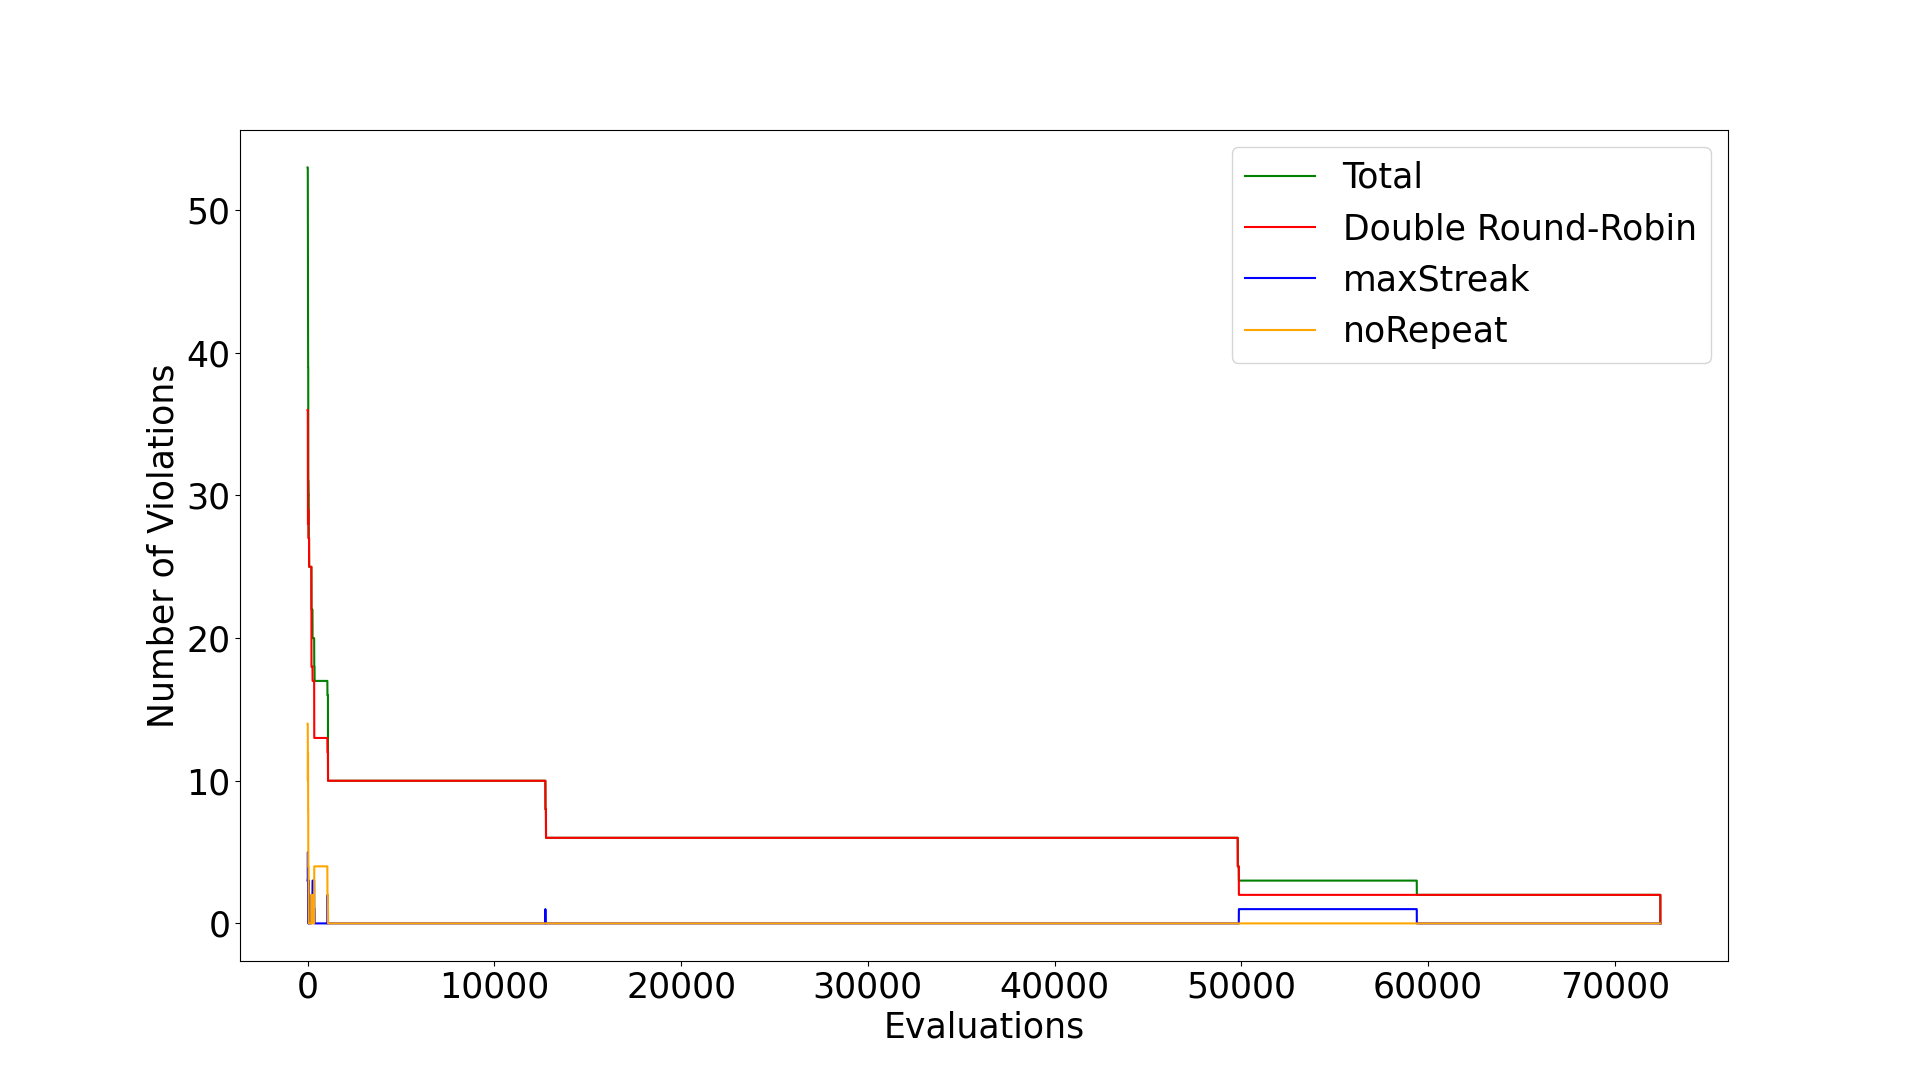 Total
Double Round-Robin
maxStreak
noRepeat
Number of Violations
50
40
30
20
10
0
0 10000 20000 30000 40000 50000 60000 70000
Evaluations